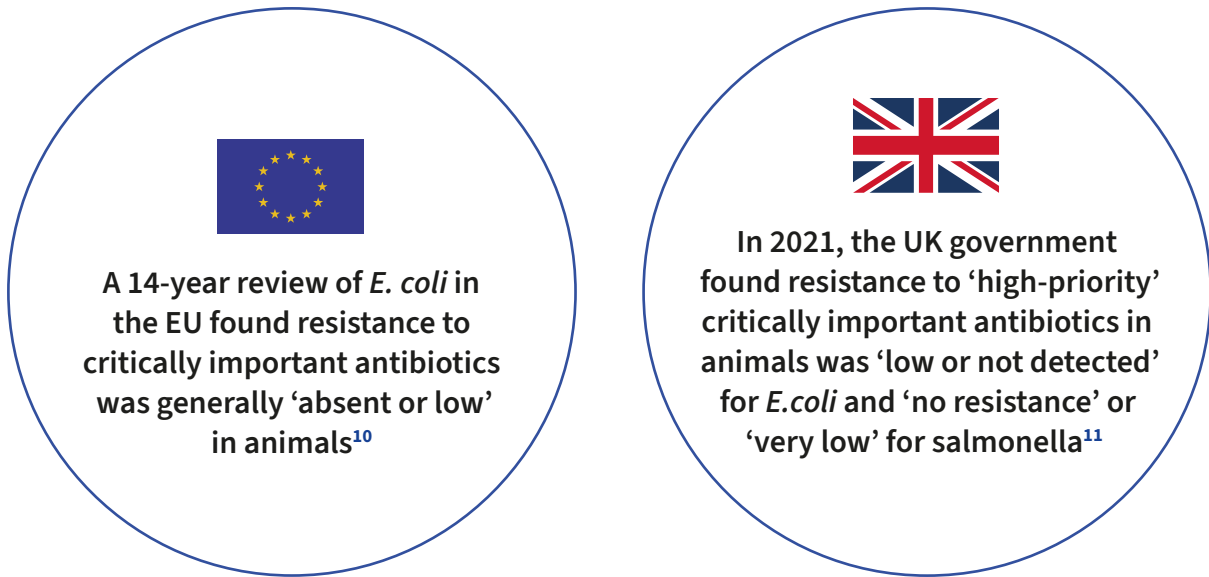 A 14-year review of E. coli in
the EU found resistance to
critically important antibiotics
was generally ‘absent or low’
in animals10
In 2021, the UK government
found resistance to ‘high-priority’
critically important antibiotics in
animals was ‘low or not detected’
for E.coli and ‘no resistance’ or
‘very low’ for salmonella11